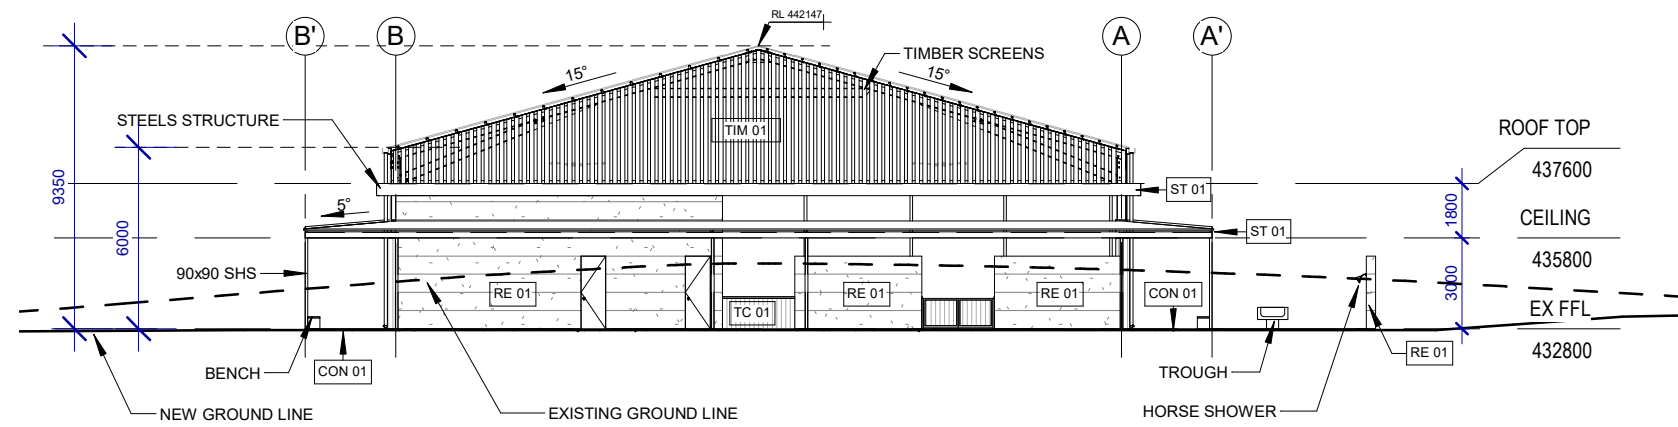 RL 442147
B'
B
A
A'
TIMBER SCREENS
15°
15°
STEELS STRUCTURE
TIM 01
ROOF TOP
437600
9350
6000
5°
ST 01
1800
CEILING
ST 01
435800
90x90 SHS
RE 01
RE 01
RE 01
CON 01
3000
TC 01
EX FFL
432800
BENCH
CON 01
TROUGH
RE 01
NEW GROUND LINE
EXISTING GROUND LINE
HORSE SHOWER